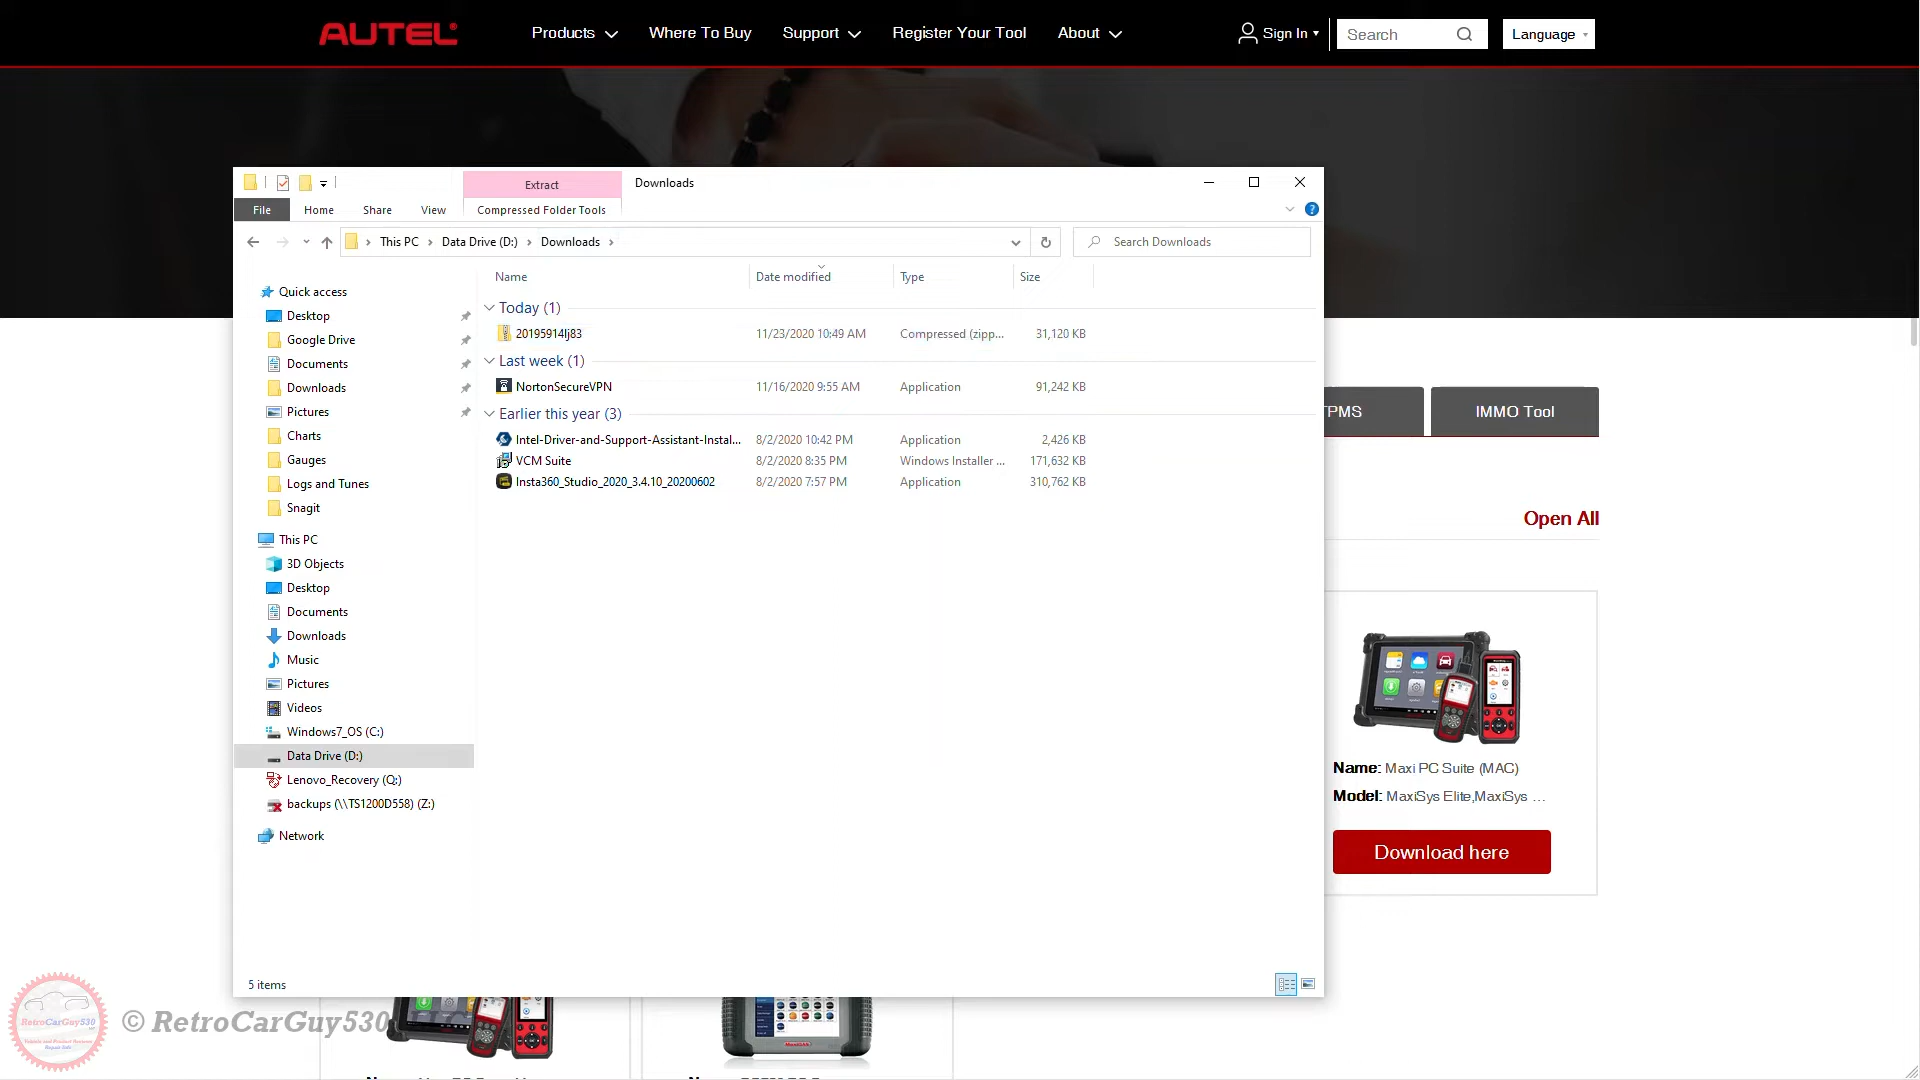 AUTEL
Products
Where To Buy
Support
Register Your Tool
About
Sign In
Search
Language
Extract
Downloads
File
Home
Share
View
Compressed Folder Tools
This PC
Data Drive (D:)
Downloads
Search Downloads
Name
Date modified
Type
Size
Quick access
Desktop
Google Drive
Documents
Downloads
Pictures
Charts
Gauges
Logs and Tunes
Snagit
This PC
3D Objects
Desktop
Documents
Downloads
Music
Pictures
Videos
Windows7_OS (C:)
Data Drive (D:)
Lenovo_Recovery (Q:)
backups (\\TS1200D558) (Z:)
Network
Today (1)
20195914lj83 11/23/2020 10:49 AM Compressed (zipp... 31,120 KB
Last week (1)
NortonSecureVPN 11/16/2020 9:55 AM Application 91,242 KB
Earlier this year (3)
Intel-Driver-and-Support-Assistant-Instal... 8/2/2020 10:42 PM Application 2,426 KB
VCM Suite 8/2/2020 8:35 PM Windows Installer ... 171,632 KB
Insta360_Studio_2020_3.4.10_20200602 8/2/2020 7:57 PM Application 310,762 KB
5 items
TPMS
IMMO Tool
Open All
Name: Maxi PC Suite (MAC)
Model: MaxiSys Elite,MaxiSys ...
Download here
RetroCarGuy530
© RetroCarGuy530